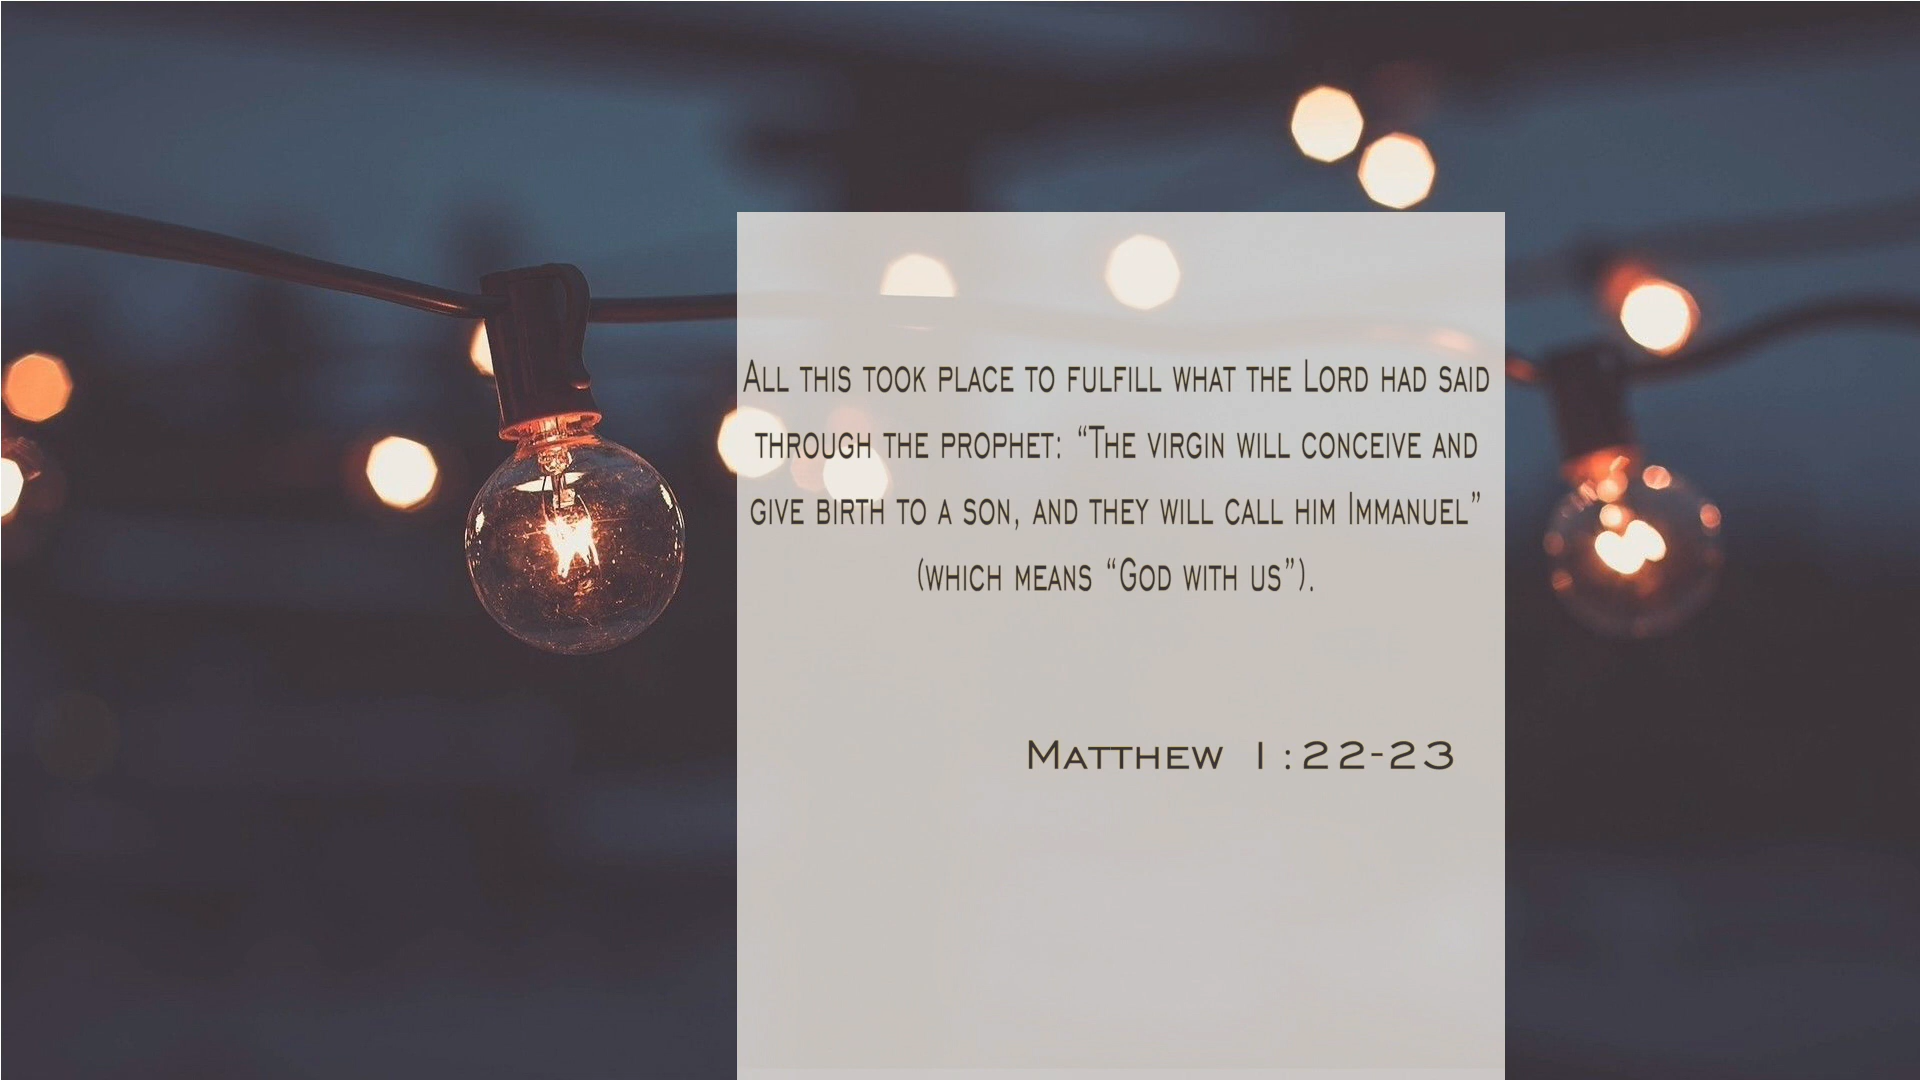 All this took place to fulfill what the Lord had said
through the prophet: “The virgin will conceive and
give birth to a son, and they will call him Immanuel”
(which means “God with us”).
Matthew 1:22-23